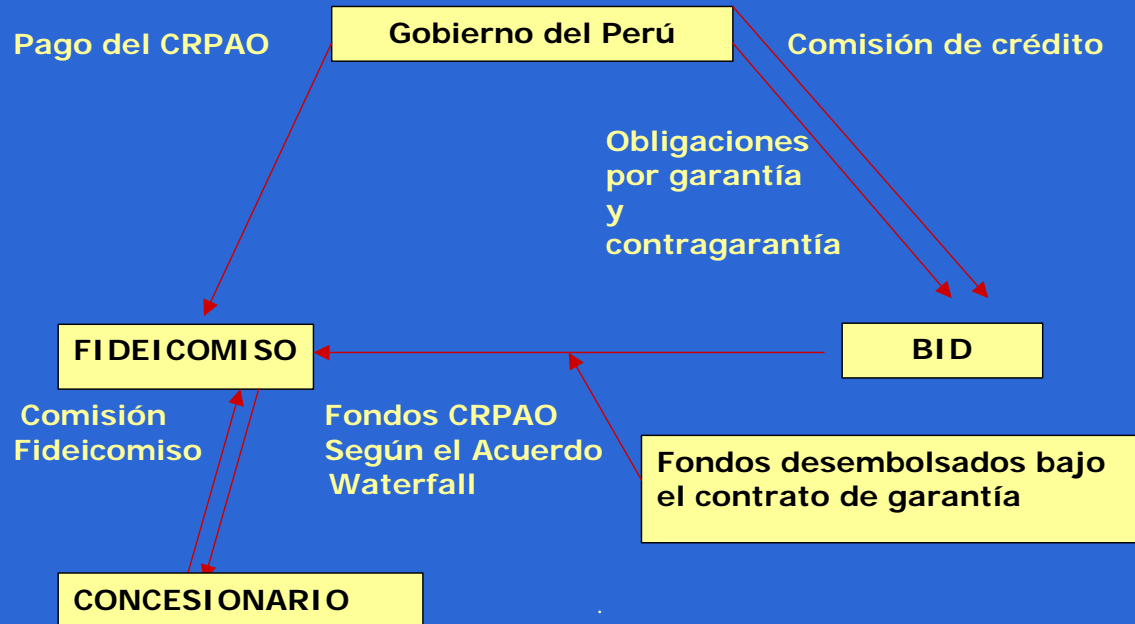 Pago del CRPAO
Gobierno del Perú
Comisión de crédito
Obligaciones
por garantía
y
contragarantía
FIDEICOMISO
BID
Comisión
Fideicomiso
Fondos CRPAO
Según el Acuerdo
Waterfall
Fondos desembolsados bajo
el contrato de garantía
CONCESIONARIO
.